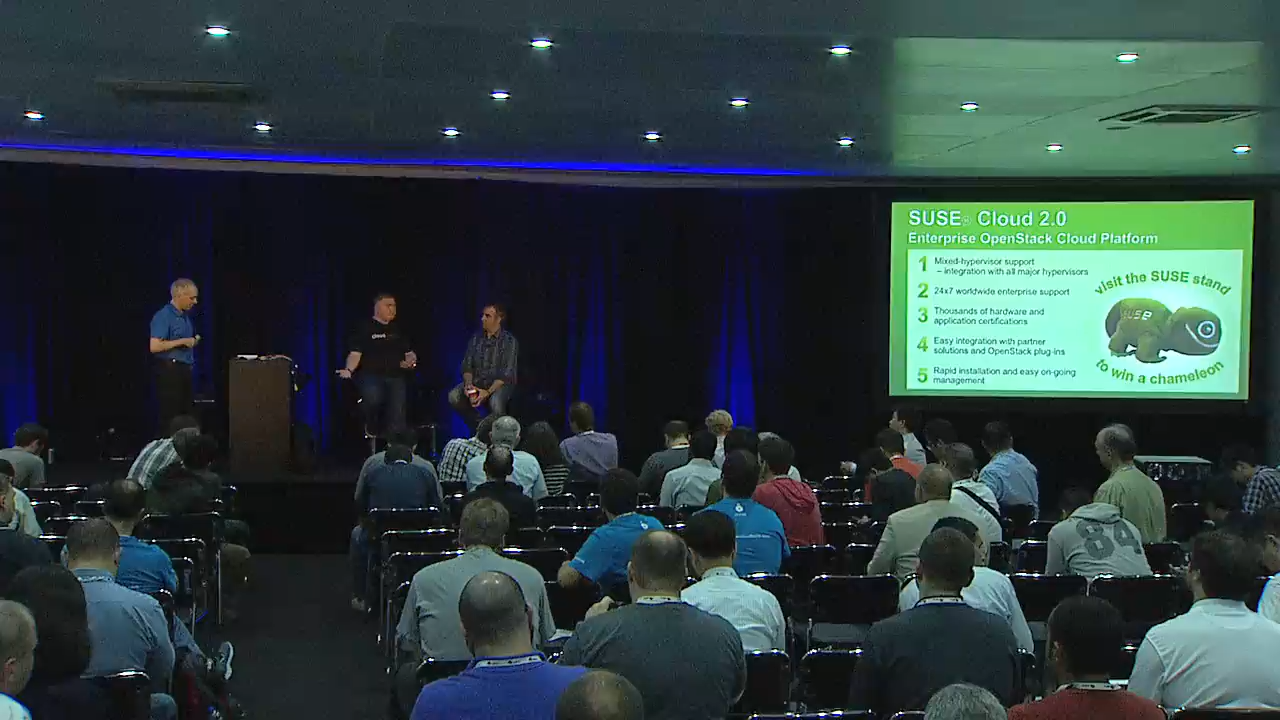 SUSE® Cloud 2.0
Enterprise OpenStack Cloud Platform
1 Mixed-hypervisor support
– integration with all major hypervisors
2 24x7 worldwide enterprise support
3 Thousands of hardware and
application certifications
4 Easy integration with partner
solutions and OpenStack plug-ins
5 Rapid installation and easy on-going
management
visit the SUSE stand
SUSE
to win a chameleon
84